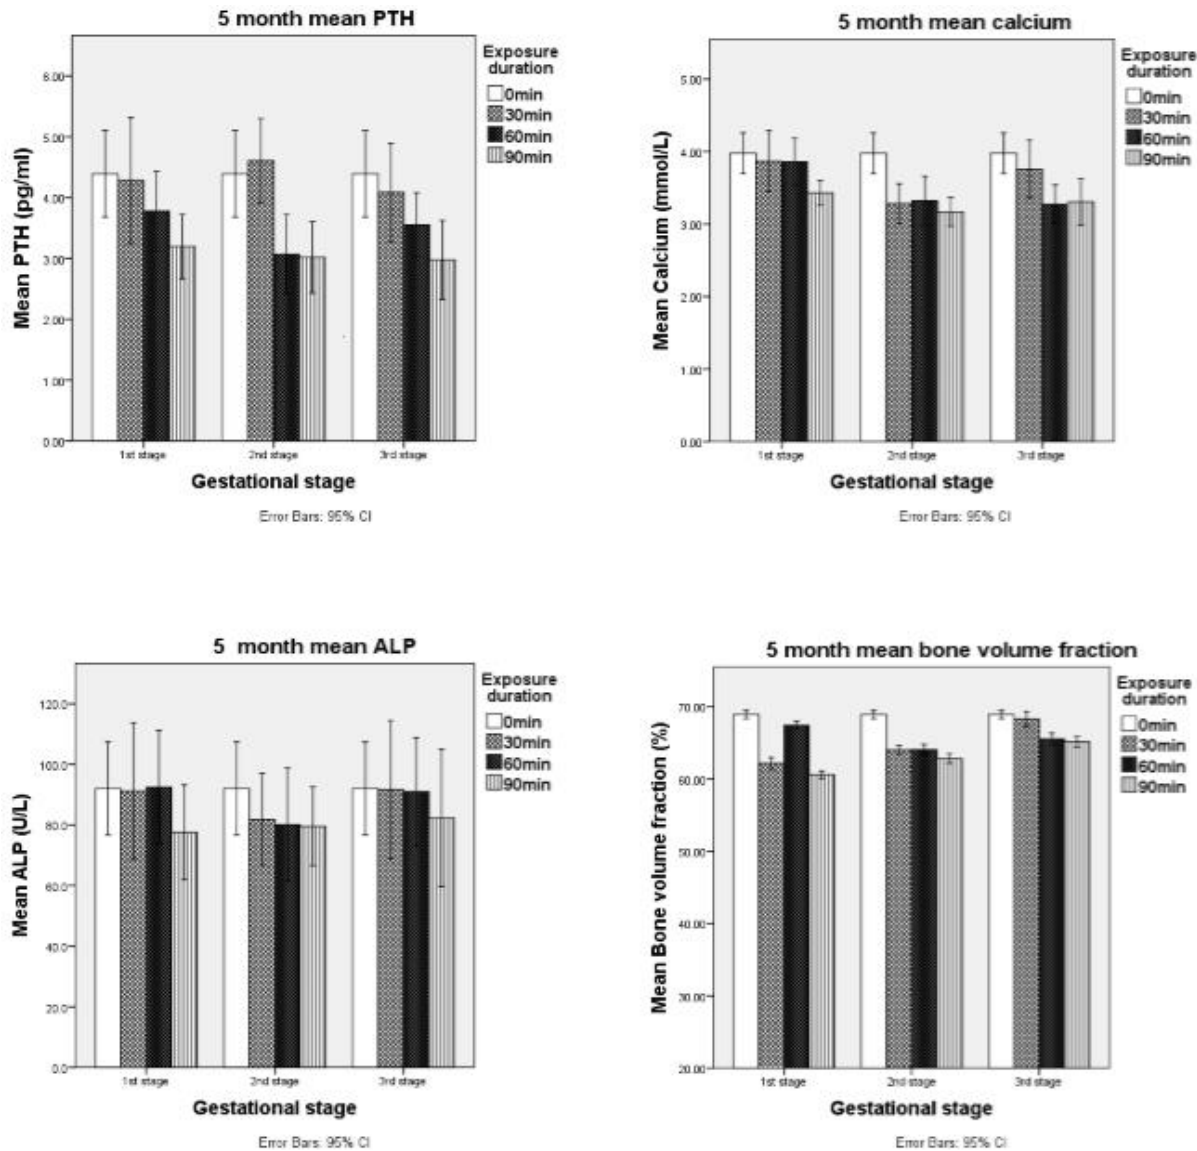 5 month mean PTH
Exposure
duration
0min
30min
60min
90min
Mean PTH (pg/ml)
6.00
5.00
4.00
3.00
2.00
1.00
0.00
1st stage 2nd stage 3rd stage
Gestational stage
Error Bars: 95% CI
5 month mean calcium
Exposure
duration
0min
30min
60min
90min
Mean Calcium (mmol/L)
5.00
4.00
3.00
2.00
1.00
0.00
1st stage 2nd stage 3rd stage
Gestational stage
Error Bars: 95% CI
5 month mean ALP
Exposure
duration
0min
30min
60min
90min
Mean ALP (U/L)
120.0
100.0
80.0
60.0
40.0
20.0
0.0
1st stage 2nd stage 3rd stage
Gestational stage
Error Bars: 95% CI
5 month mean bone volume fraction
Exposure
duration
0min
30min
60min
90min
Mean Bone volume fraction (%)
70.00
60.00
50.00
40.00
30.00
20.00
1st stage 2nd stage 3rd stage
Gestational stage
Error Bars: 95% CI